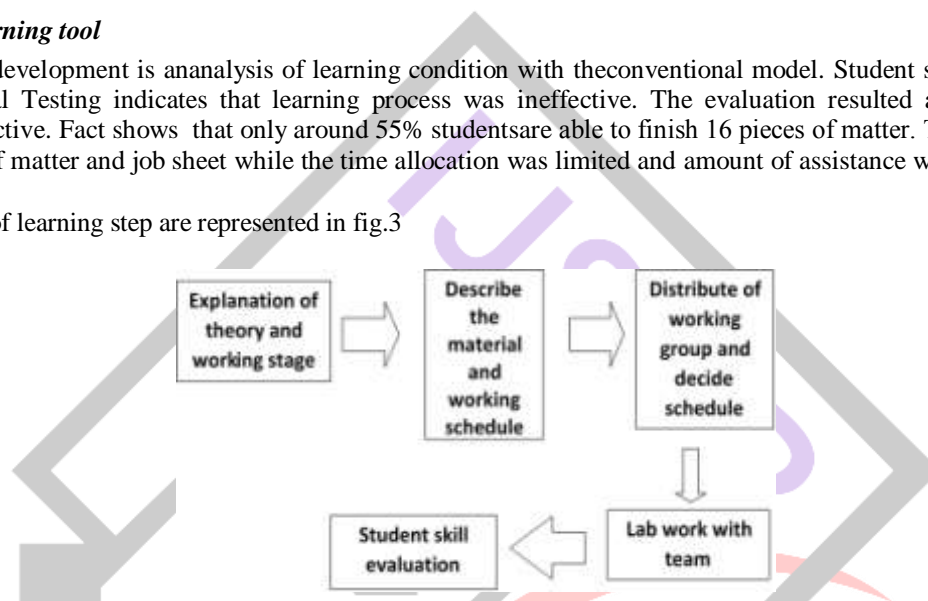 rning tool
development is ananalysis of learning condition with theconventional model. Student s
al Testing indicates that learning process was ineffective. The evaluation resulted a
ctive. Fact shows that only around 55% studentsare able to finish 16 pieces of matter. T
f matter and job sheet while the time allocation was limited and amount of assistance w
of learning step are represented in fig.3
Explanation of
theory and
working stage
Describe
the
material
and
working
schedule
Distribute of
working
group and
decide
schedule
Lab work with
team
Student skill
evaluation